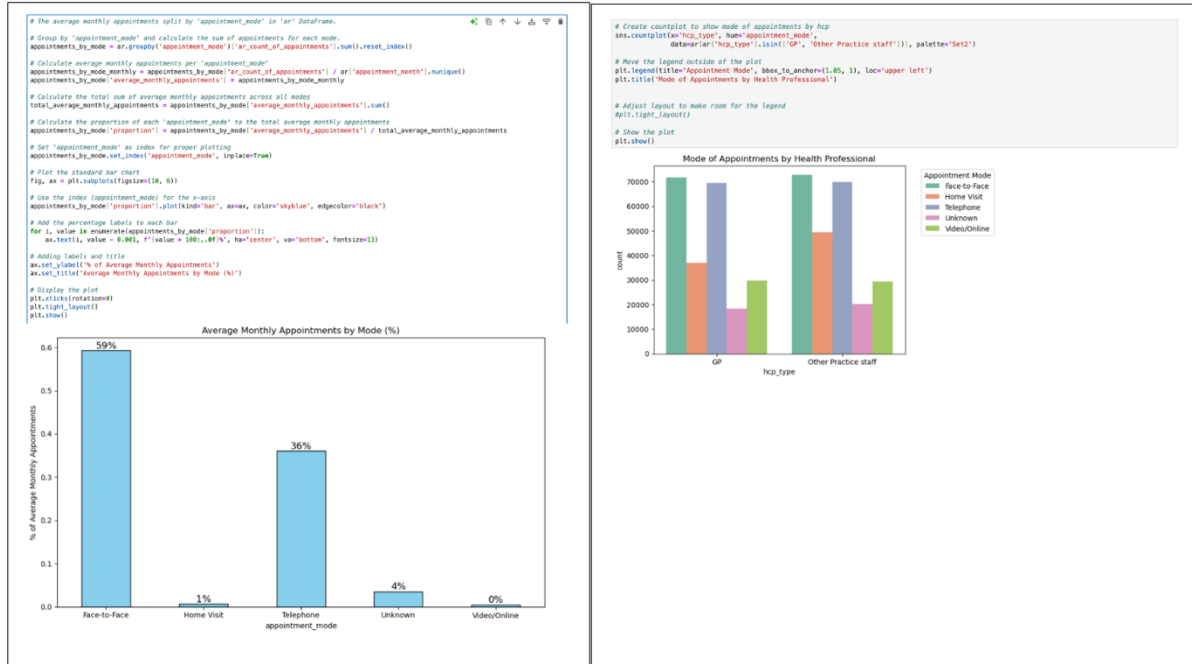 # The average monthly appointments split by 'appointment_mode' in 'ar' DataFrame.
# Group by 'appointment_mode' and calculate the sum of appointments for each mode.
appointments_by_mode = ar.groupby('appointment_mode')['ar_count_of_appointments'].sum().reset_index()
# Calculate average monthly appointments per 'appointment_mode'
appointments_by_mode_monthly = appointments_by_mode['ar_count_of_appointments'] / ar['appointment_month'].nunique()
appointments_by_mode['average_monthly_appointments'] = appointments_by_mode_monthly
# Calculate the total sum of average monthly appointments across all modes
total_average_monthly_appointments = appointments_by_mode['average_monthly_appointments'].sum()
# Calculate the proportion of each 'appointment_mode' to the total average monthly appointments
appointments_by_mode['proportion'] = appointments_by_mode['average_monthly_appointments'] / total_average_monthly_appointments
# Set 'appointment_mode' as index for proper plotting
appointments_by_mode.set_index('appointment_mode', inplace=True)
# Plot the standard bar chart
fig, ax = plt.subplots(figsize=(10, 6))
# Use the index (appointment_mode) for the x-axis
appointments_by_mode['proportion'].plot(kind='bar', ax=ax, color='skyblue', edgecolor='black')
# Add the percentage labels to each bar
for i, value in enumerate(appointments_by_mode['proportion']):
ax.text(i, value - 0.001, f'{value * 100:,.0f}%', ha='center', va='bottom', fontsize=13)
# Adding labels and title
ax.set_ylabel('% of Average Monthly Appointments')
ax.set_title('Average Monthly Appointments by Mode (%)')
# Display the plot
plt.xticks(rotation=0)
plt.tight_layout()
plt.show()
Average Monthly Appointments by Mode (%)
0.6
0.5
0.4
0.3
0.2
0.1
0.0
% of Average Monthly Appointments
59%
1%
36%
4%
0%
Face-to-Face
Home Visit
Telephone
Unknown
Video/Online
appointment_mode
# Create countplot to show mode of appointments by hcp
sns.countplot(x='hcp_type', hue='appointment_mode',
data=ar[ar['hcp_type'].isin(['GP', 'Other Practice staff'])], palette='Set2')
# Move the legend outside of the plot
plt.legend(title='Appointment Mode', bbox_to_anchor=(1.05, 1), loc='upper left')
plt.title('Mode of Appointments by Health Professional')
# Adjust layout to make room for the legend
#plt.tight_layout()
# Show the plot
plt.show()
Mode of Appointments by Health Professional
70000
60000
50000
40000
30000
20000
10000
0
count
GP
Other Practice staff
hcp_type
Appointment Mode
Face-to-Face
Home Visit
Telephone
Unknown
Video/Online